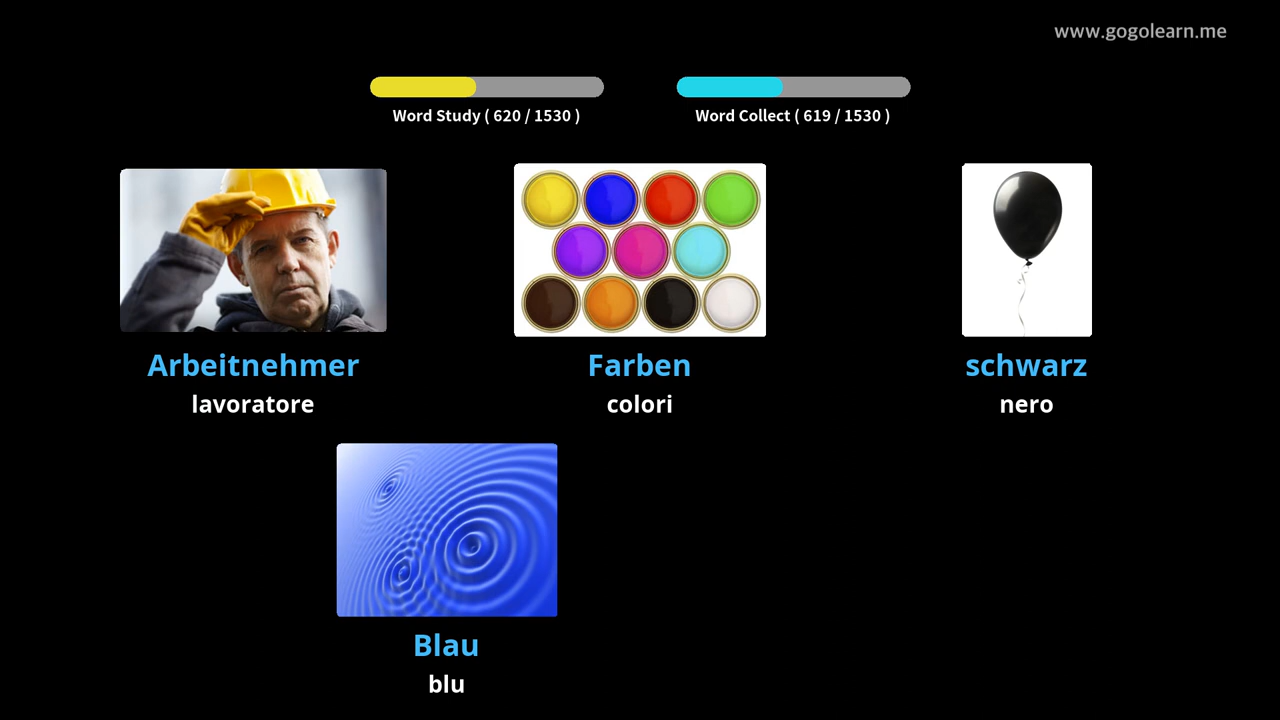 www.gogolearn.me
Word Study ( 620 / 1530 )
Word Collect ( 619 / 1530 )
Arbeitnehmer
lavoratore
Farben
colori
schwarz
nero
Blau
blu